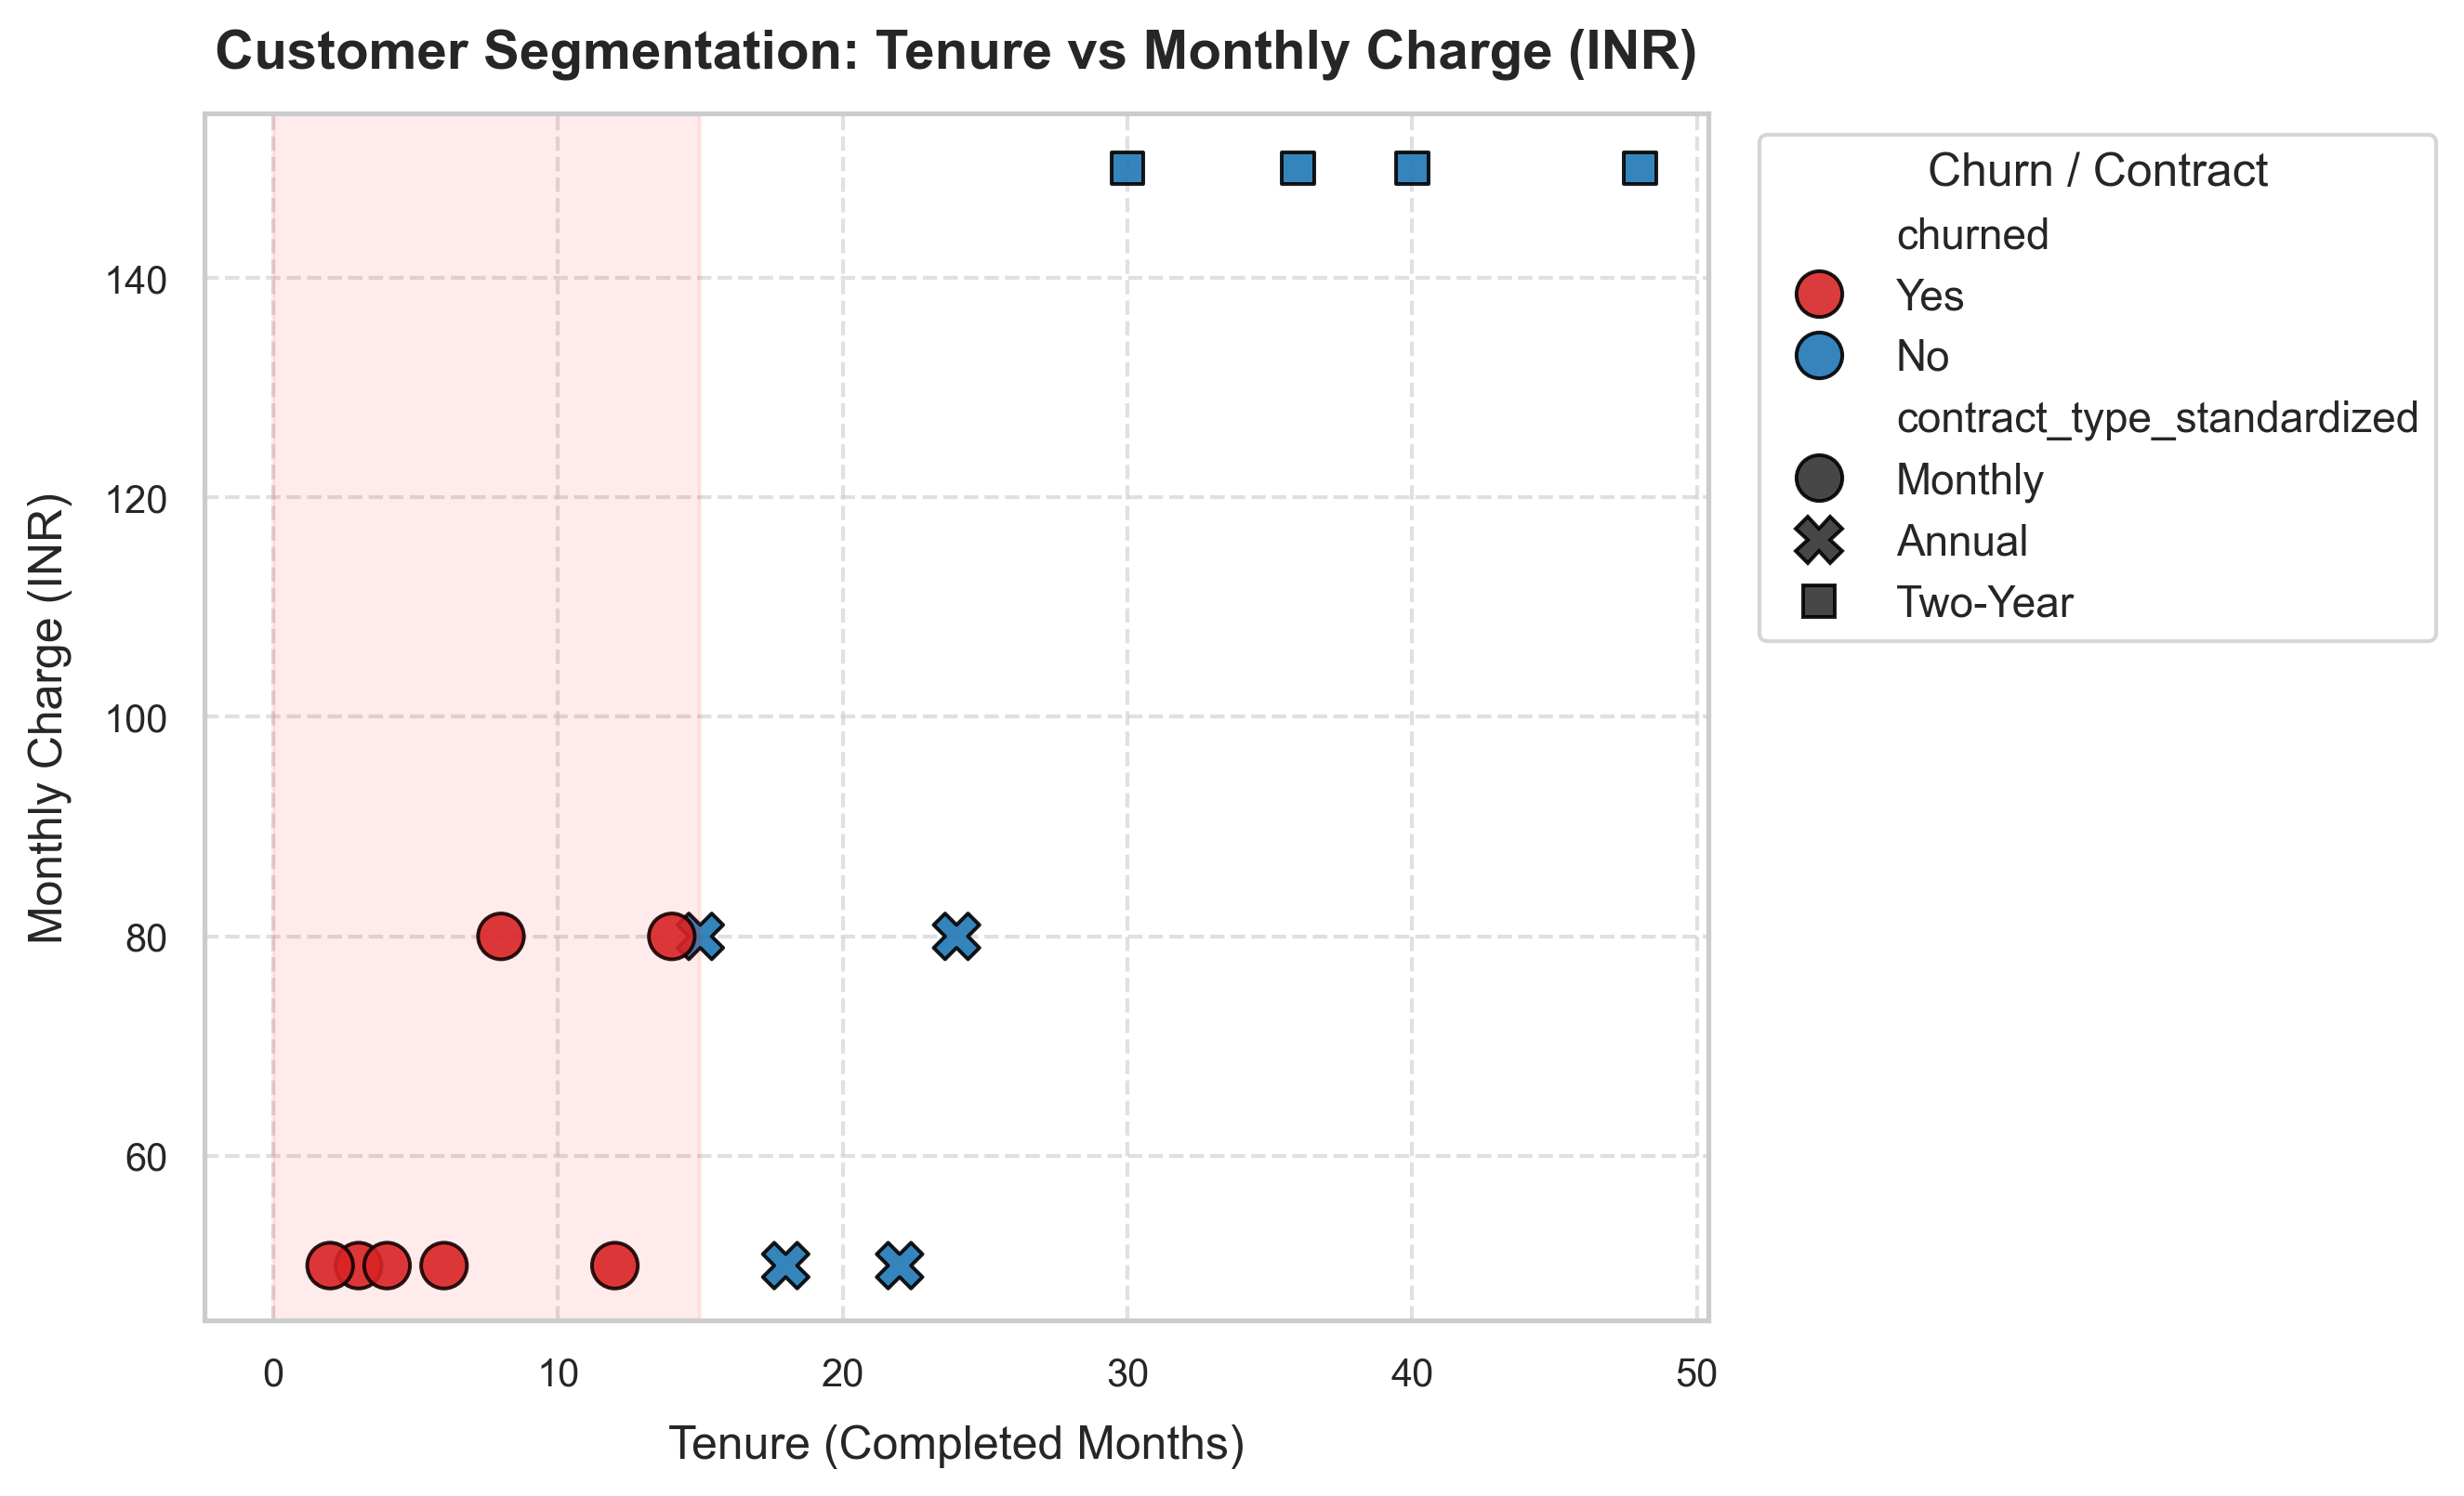 Customer Segmentation: Tenure vs Monthly Charge (INR)
Churn / Contract
churned
Yes
No
contract_type_standardized
Monthly
Annual
Two-Year
Monthly Charge (INR)
140
120
100
80
60
0 10 20 30 40 50
Tenure (Completed Months)